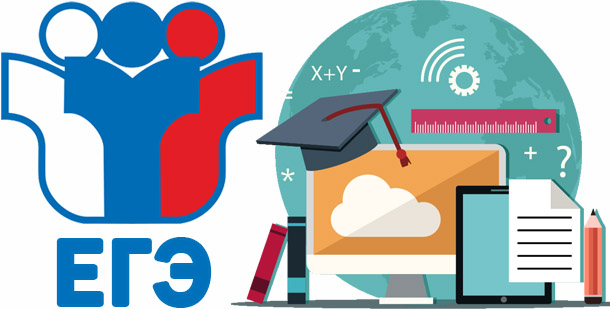 ЕГЭ
X+Y-
=
*
+
?